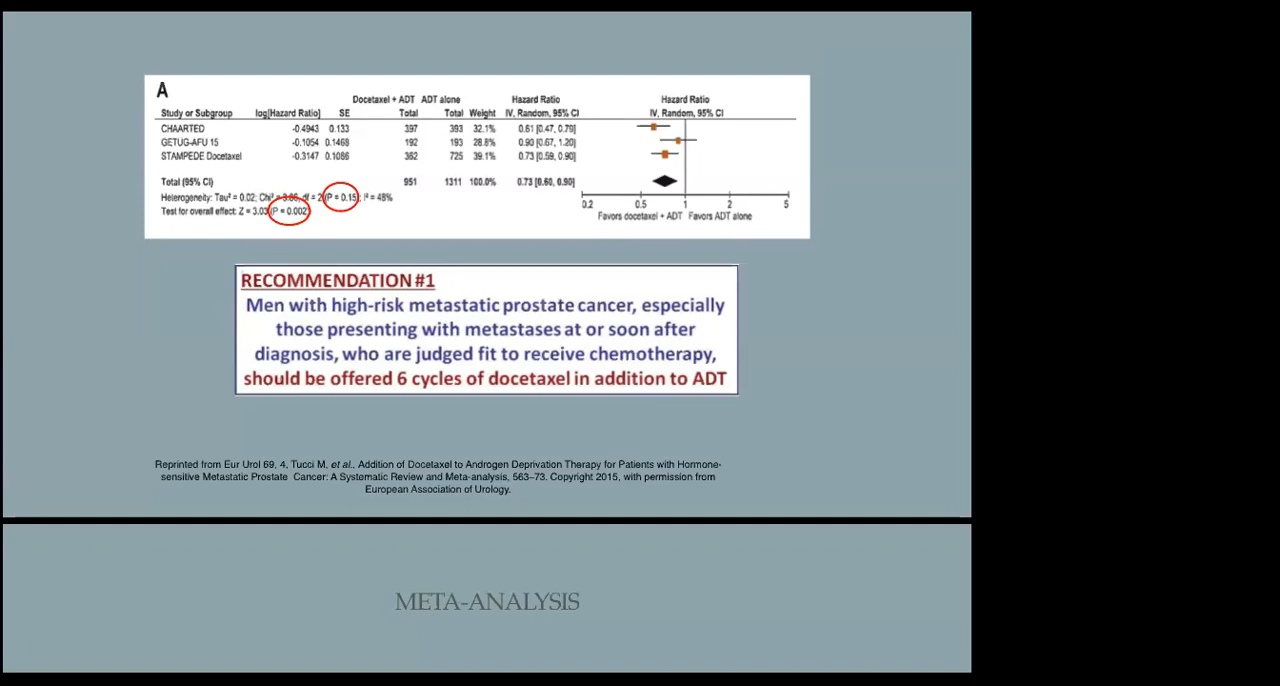 A
Docetaxel + ADT ADT alone Hazard Ratio Hazard Ratio
Study or Subgroup log[Hazard Ratio] SE Total Total Weight IV, Random, 95% CI IV, Random, 95% CI
CHAARTED -0.4943 0.133 397 393 32.1% 0.61 [0.47, 0.79]
GETUG-AFU 15 -0.1054 0.1468 192 193 28.8% 0.90 [0.67, 1.20]
STAMPEDE Docetaxel -0.3147 0.1086 362 725 39.1% 0.73 [0.59, 0.90]
Total (95% CI) 951 1311 100.0% 0.73 [0.60, 0.90]
Heterogeneity: Tau² = 0.02; Chi² = 3.86, df = 2 (P = 0.15); I² = 48%
Test for overall effect: Z = 3.03 (P = 0.002)
0.2 0.5 1 2 5
Favors docetaxel + ADT Favors ADT alone
RECOMMENDATION #1
Men with high-risk metastatic prostate cancer, especially
those presenting with metastases at or soon after
diagnosis, who are judged fit to receive chemotherapy,
should be offered 6 cycles of docetaxel in addition to ADT
Reprinted from Eur Urol 69, 4, Tucci M, et al., Addition of Docetaxel to Androgen Deprivation Therapy for Patients with Hormone-
sensitive Metastatic Prostate Cancer: A Systematic Review and Meta-analysis, 563–73. Copyright 2015, with permission from
European Association of Urology.
META-ANALYSIS